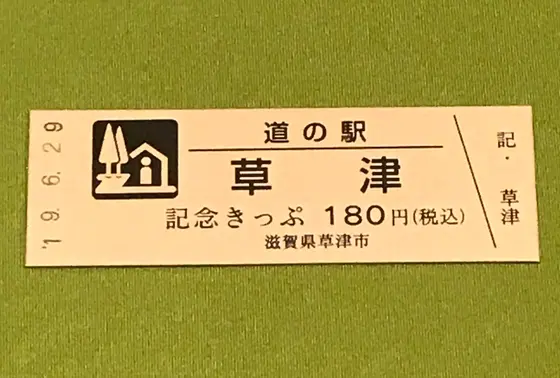 '19.6.29
道の駅
草津
記念きっぷ 180円(税込)
滋賀県草津市
記・草津